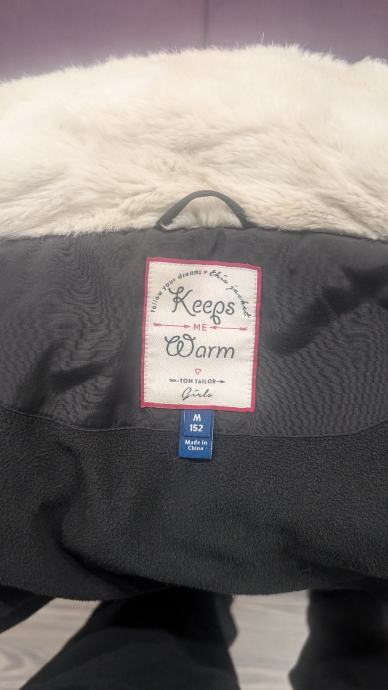 follow your dreams • this jacket
Keeps
ME
Warm
TOM TAILOR
Girls
M
152
Made in
China